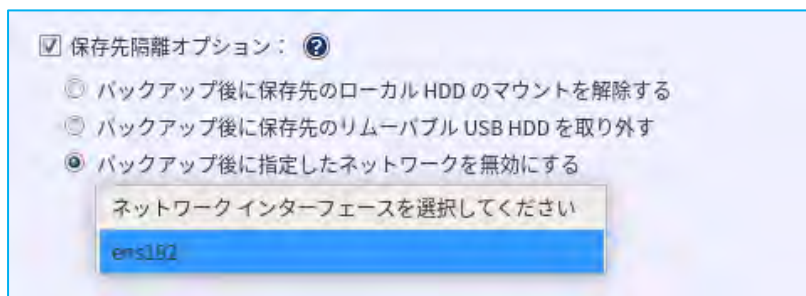 保存先隔離オプション：
バックアップ後に保存先のローカル HDD のマウントを解除する
バックアップ後に保存先のリムーバブル USB HDD を取り外す
バックアップ後に指定したネットワークを無効にする
ネットワーク インターフェースを選択してください
ens192